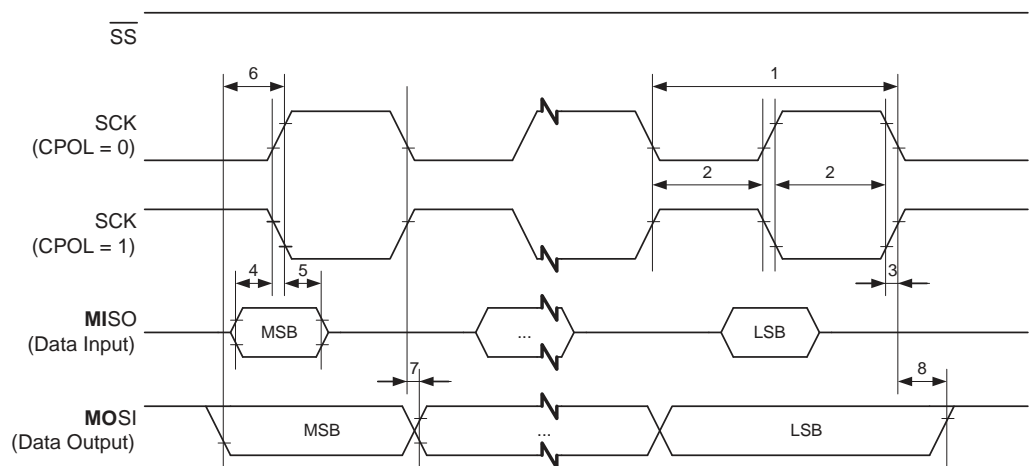 SS
6
1
SCK
(CPOL = 0)
2
2
SCK
(CPOL = 1)
4
5
3
MISO
(Data Input)
MSB
...
LSB
7
8
MOSI
(Data Output)
MSB
...
LSB